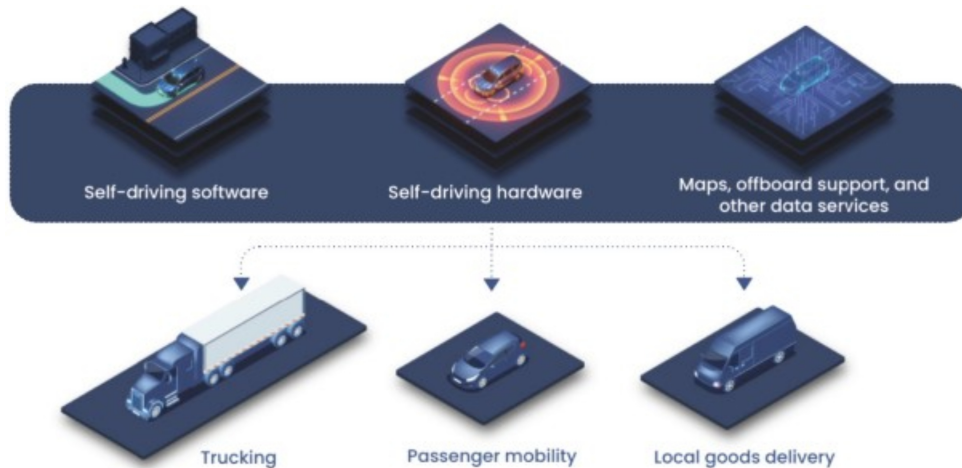 Self-driving software
Self-driving hardware
Maps, offboard support, and
other data services
Trucking
Passenger mobility
Local goods delivery